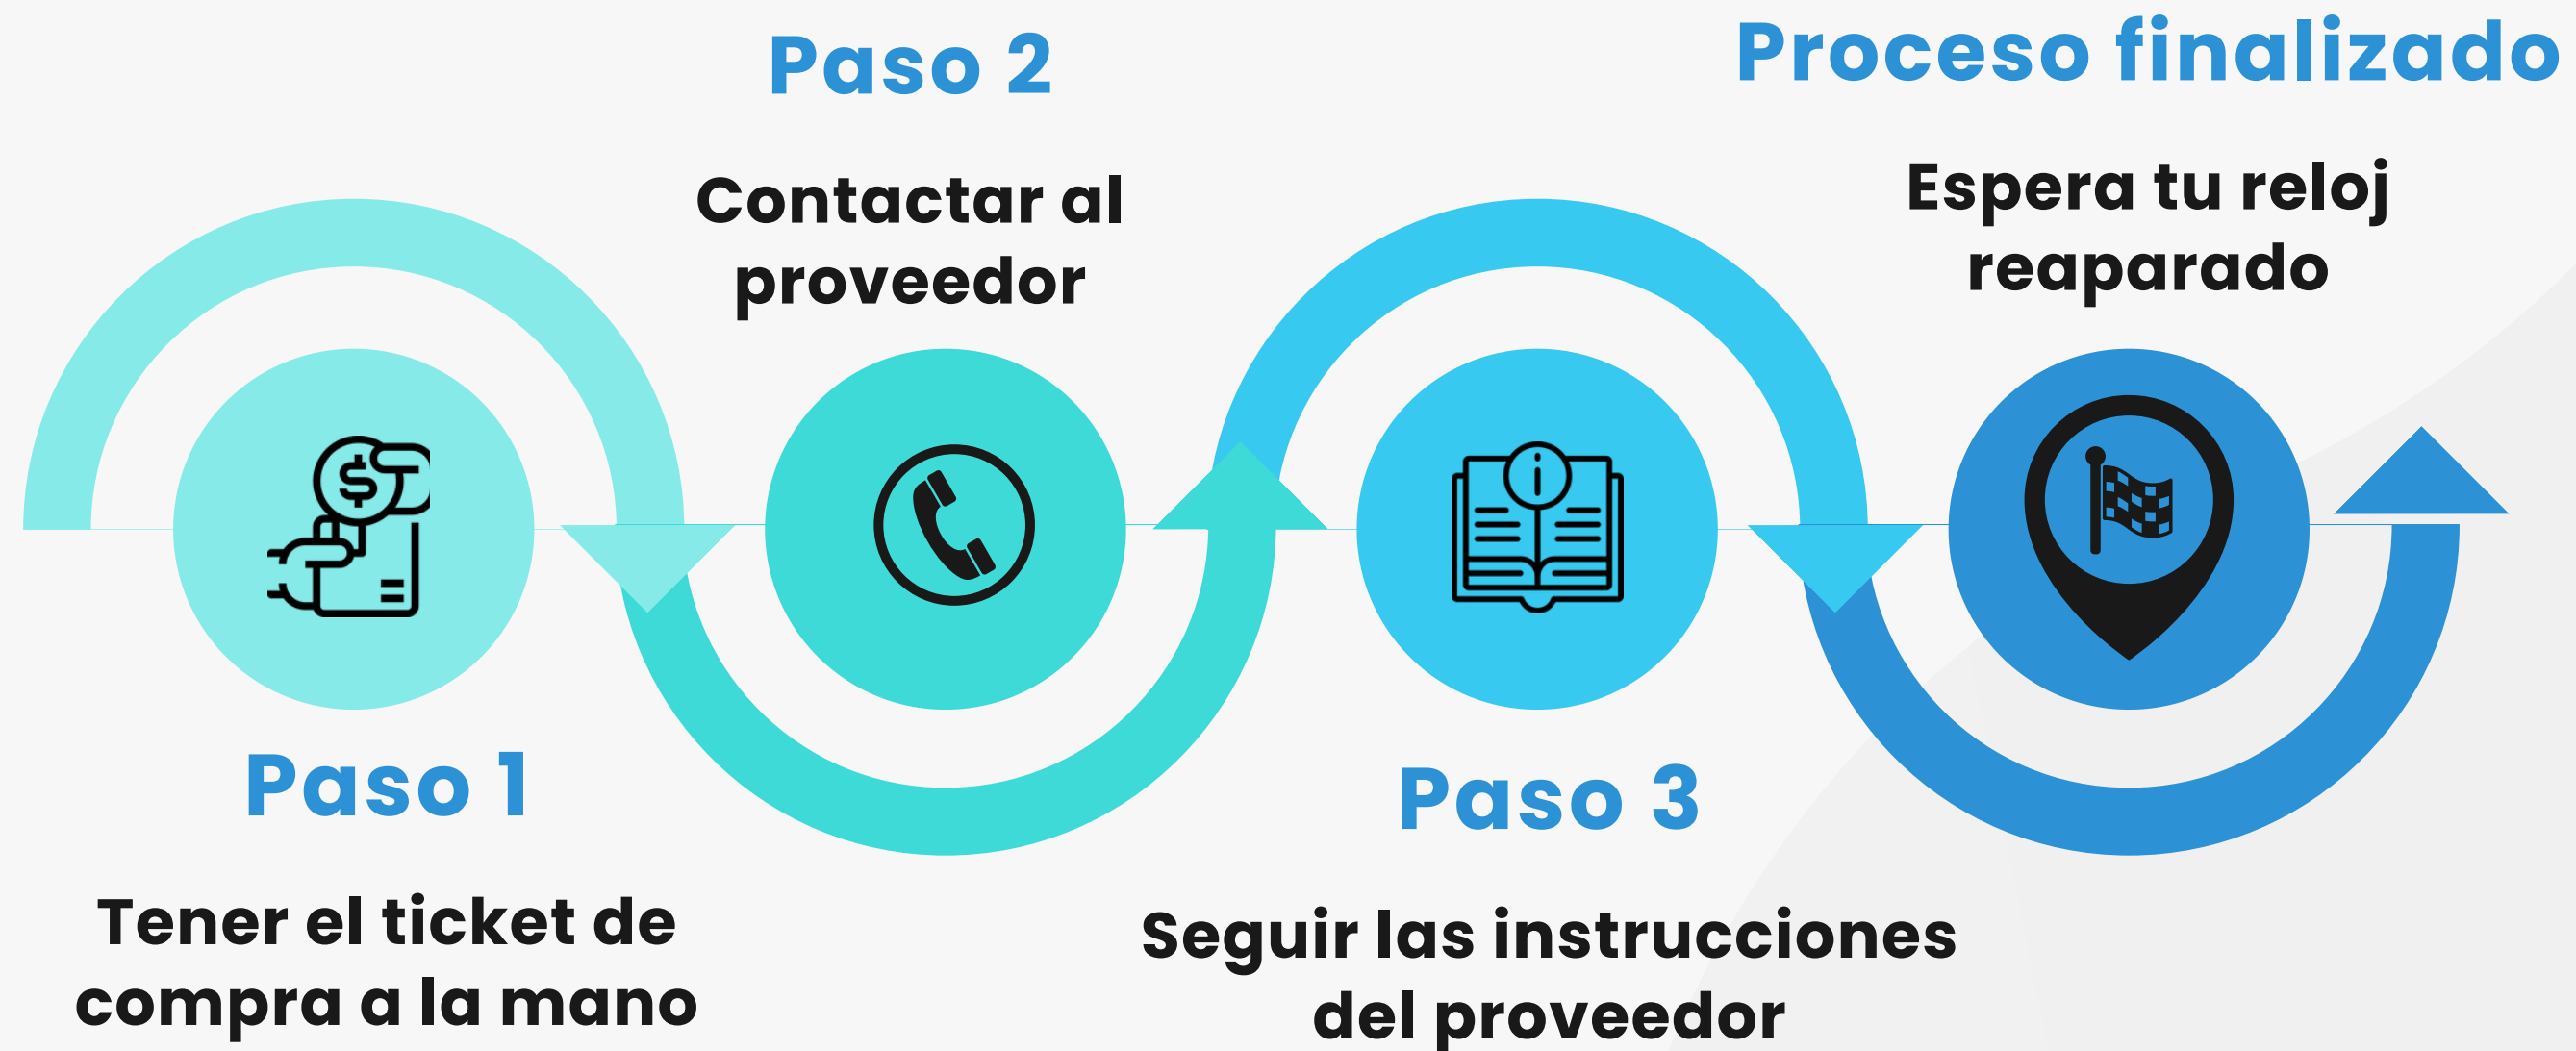 Paso 1
Tener el ticket de
compra a la mano
Paso 2
Contactar al
proveedor
Paso 3
Seguir las instrucciones
del proveedor
Proceso finalizado
Espera tu reloj
reaparado
$
i